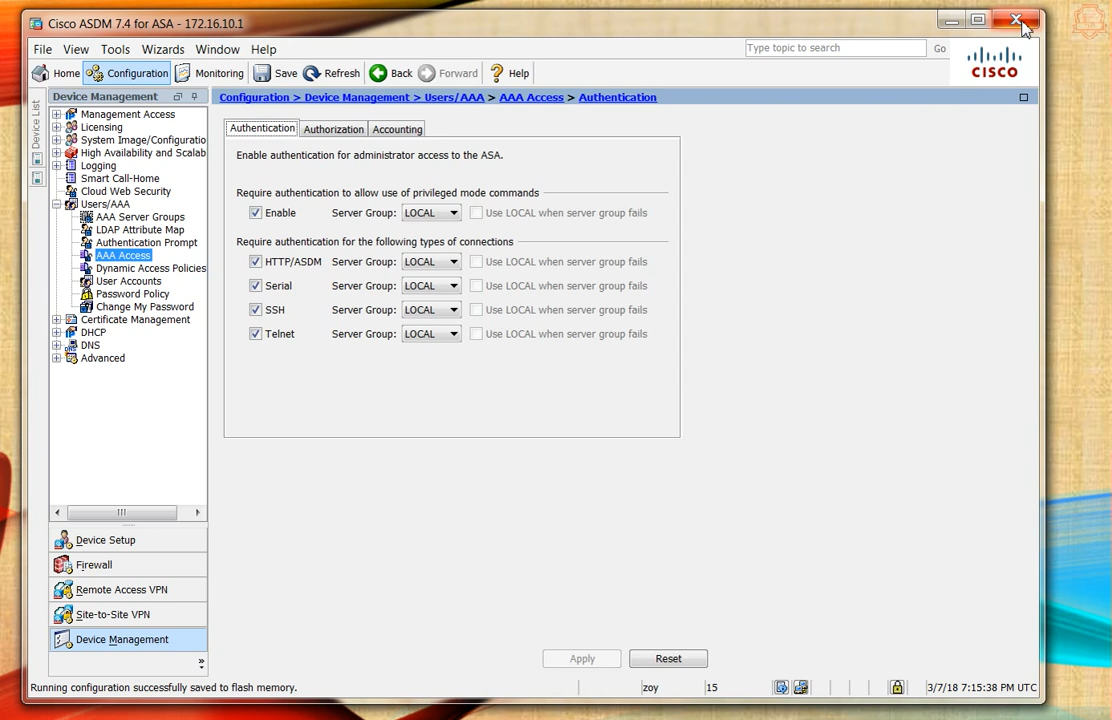 Cisco ASDM 7.4 for ASA - 172.16.10.1
File View Tools Wizards Window Help
Type topic to search Go
Home Configuration Monitoring Save Refresh Back Forward Help
CISCO
Device List
Device Management
Configuration > Device Management > Users/AAA > AAA Access > Authentication
Management Access
Licensing
System Image/Configuratio
High Availability and Scalab
Logging
Smart Call-Home
Cloud Web Security
Users/AAA
AAA Server Groups
LDAP Attribute Map
Authentication Prompt
AAA Access
Dynamic Access Policies
User Accounts
Password Policy
Change My Password
Certificate Management
DHCP
DNS
Advanced
Device Setup
Firewall
Remote Access VPN
Site-to-Site VPN
Device Management
Authentication Authorization Accounting
Enable authentication for administrator access to the ASA.
Require authentication to allow use of privileged mode commands
Enable Server Group: LOCAL Use LOCAL when server group fails
Require authentication for the following types of connections
HTTP/ASDM Server Group: LOCAL Use LOCAL when server group fails
Serial Server Group: LOCAL Use LOCAL when server group fails
SSH Server Group: LOCAL Use LOCAL when server group fails
Telnet Server Group: LOCAL Use LOCAL when server group fails
Apply Reset
Running configuration successfully saved to flash memory. zoy 15 3/7/18 7:15:38 PM UTC